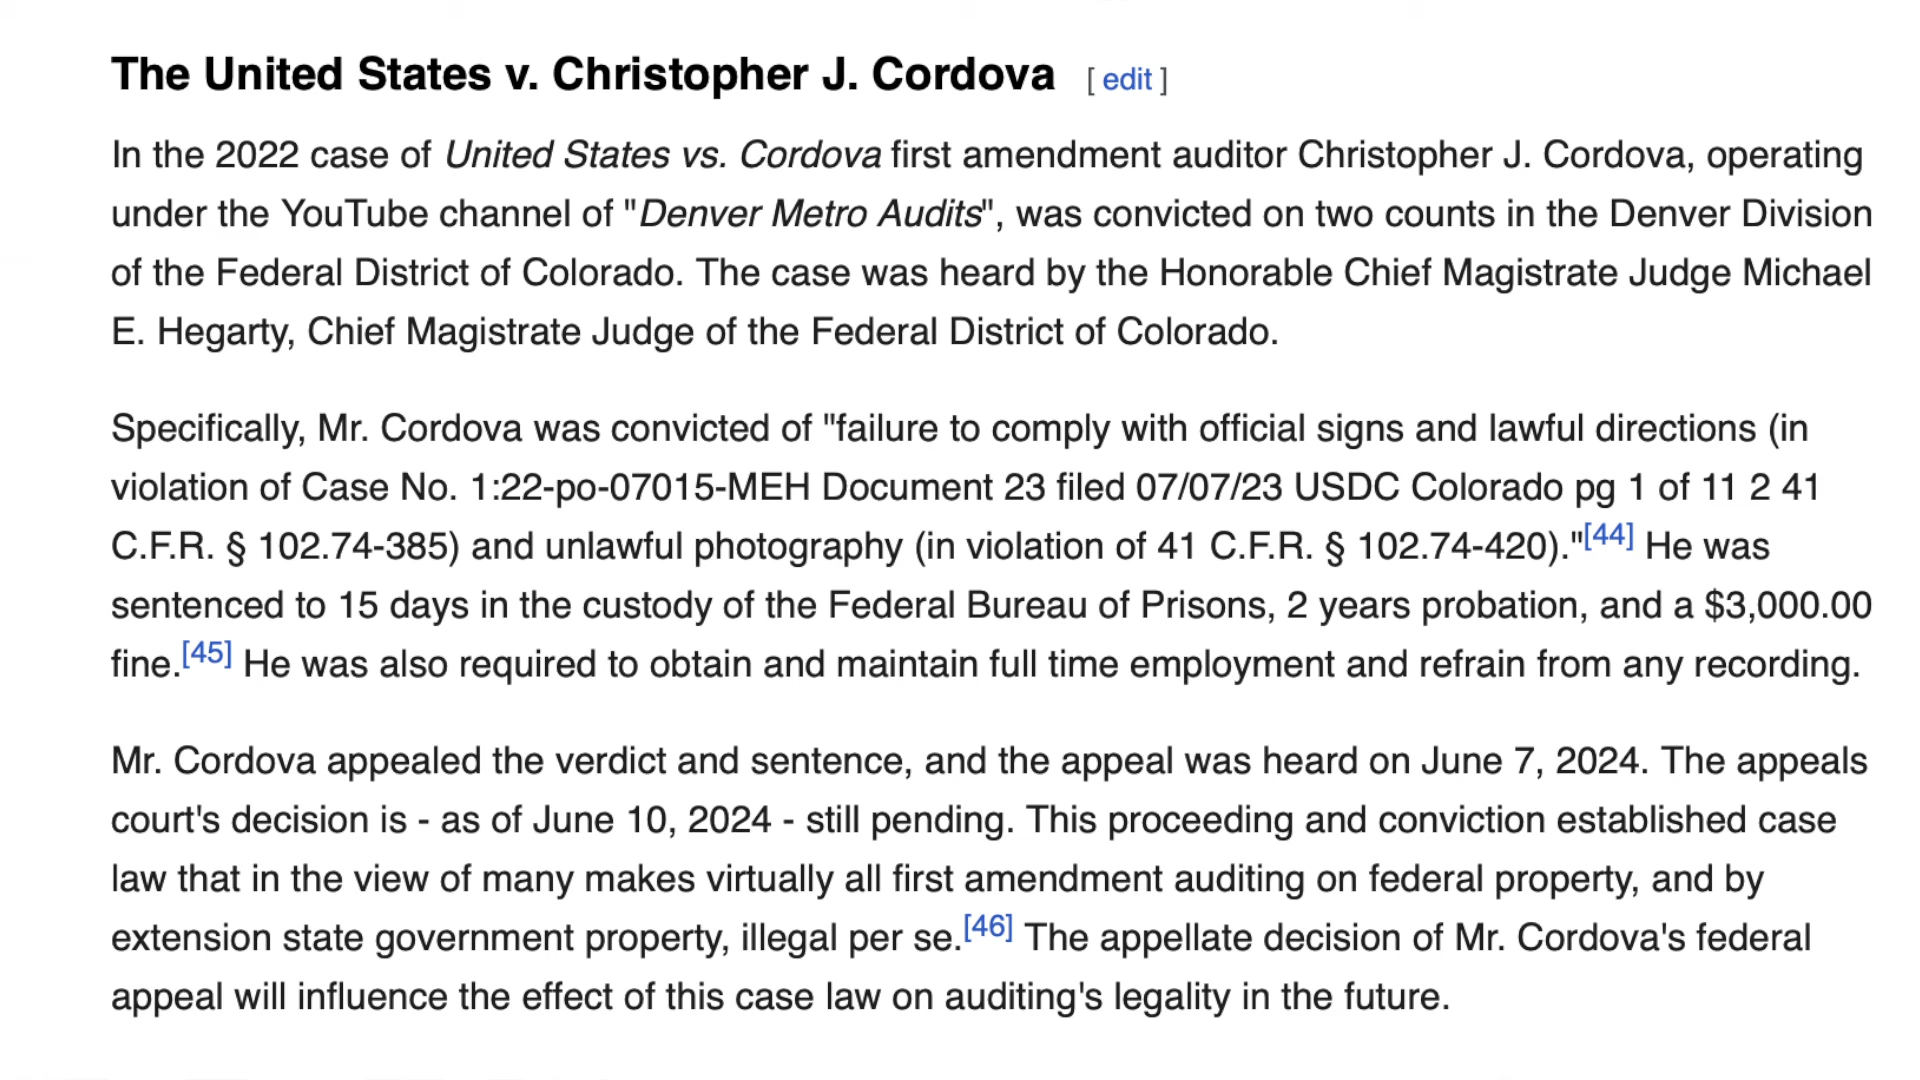 The United States v. Christopher J. Cordova [ edit ]
In the 2022 case of United States vs. Cordova first amendment auditor Christopher J. Cordova, operating
under the YouTube channel of "Denver Metro Audits", was convicted on two counts in the Denver Division
of the Federal District of Colorado. The case was heard by the Honorable Chief Magistrate Judge Michael
E. Hegarty, Chief Magistrate Judge of the Federal District of Colorado.
Specifically, Mr. Cordova was convicted of "failure to comply with official signs and lawful directions (in
violation of Case No. 1:22-po-07015-MEH Document 23 filed 07/07/23 USDC Colorado pg 1 of 11 2 41
C.F.R. § 102.74-385) and unlawful photography (in violation of 41 C.F.R. § 102.74-420)."[44] He was
sentenced to 15 days in the custody of the Federal Bureau of Prisons, 2 years probation, and a $3,000.00
fine.[45] He was also required to obtain and maintain full time employment and refrain from any recording.
Mr. Cordova appealed the verdict and sentence, and the appeal was heard on June 7, 2024. The appeals
court's decision is - as of June 10, 2024 - still pending. This proceeding and conviction established case
law that in the view of many makes virtually all first amendment auditing on federal property, and by
extension state government property, illegal per se.[46] The appellate decision of Mr. Cordova's federal
appeal will influence the effect of this case law on auditing's legality in the future.